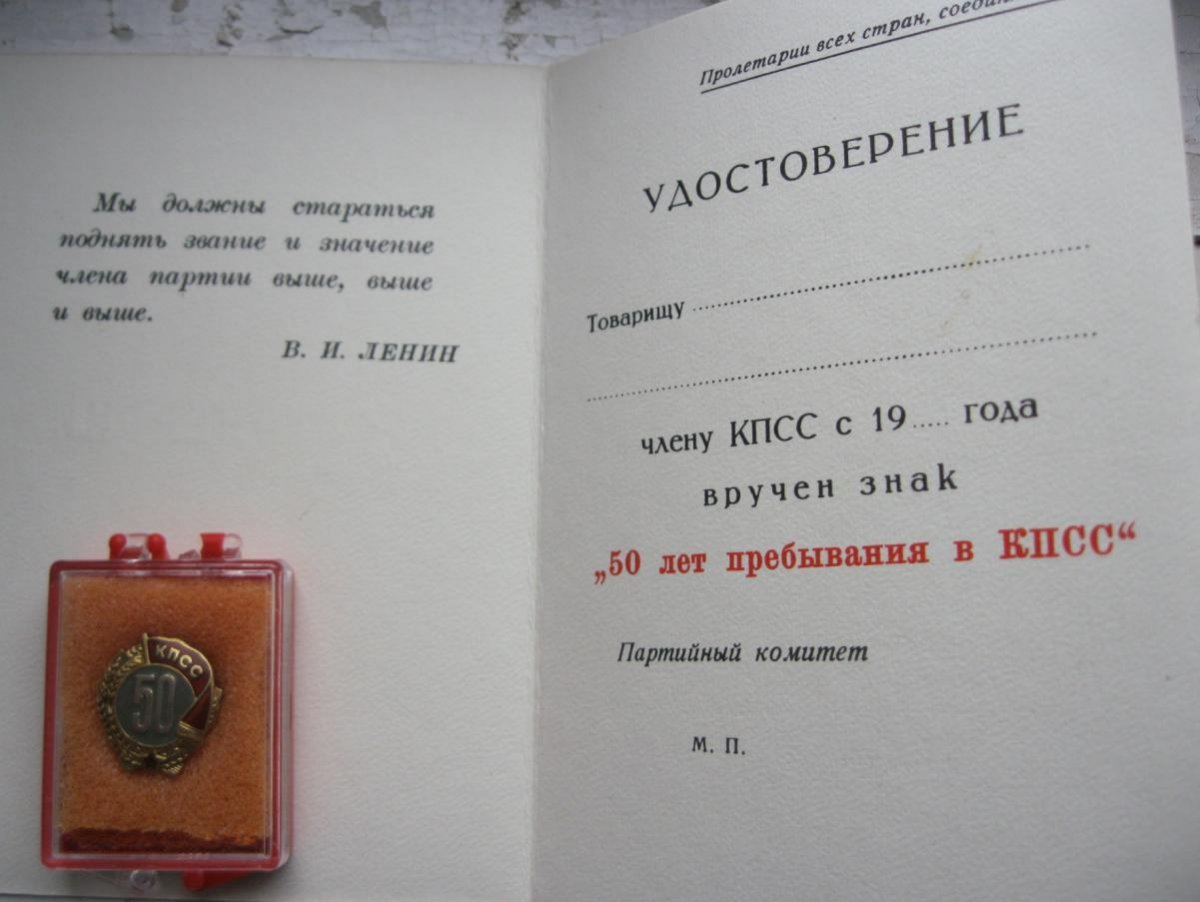 Мы должны стараться
поднять звание и значение
члена партии выше, выше
и выше.
В. И. ЛЕНИН
КПСС
50
Пролетарии всех стран,
УДОСТОВЕРЕНИЕ
Товарищу
члену КПСС с 19..... года
вручен знак
„50 лет пребывания в КПСС“
Партийный комитет
М. П.